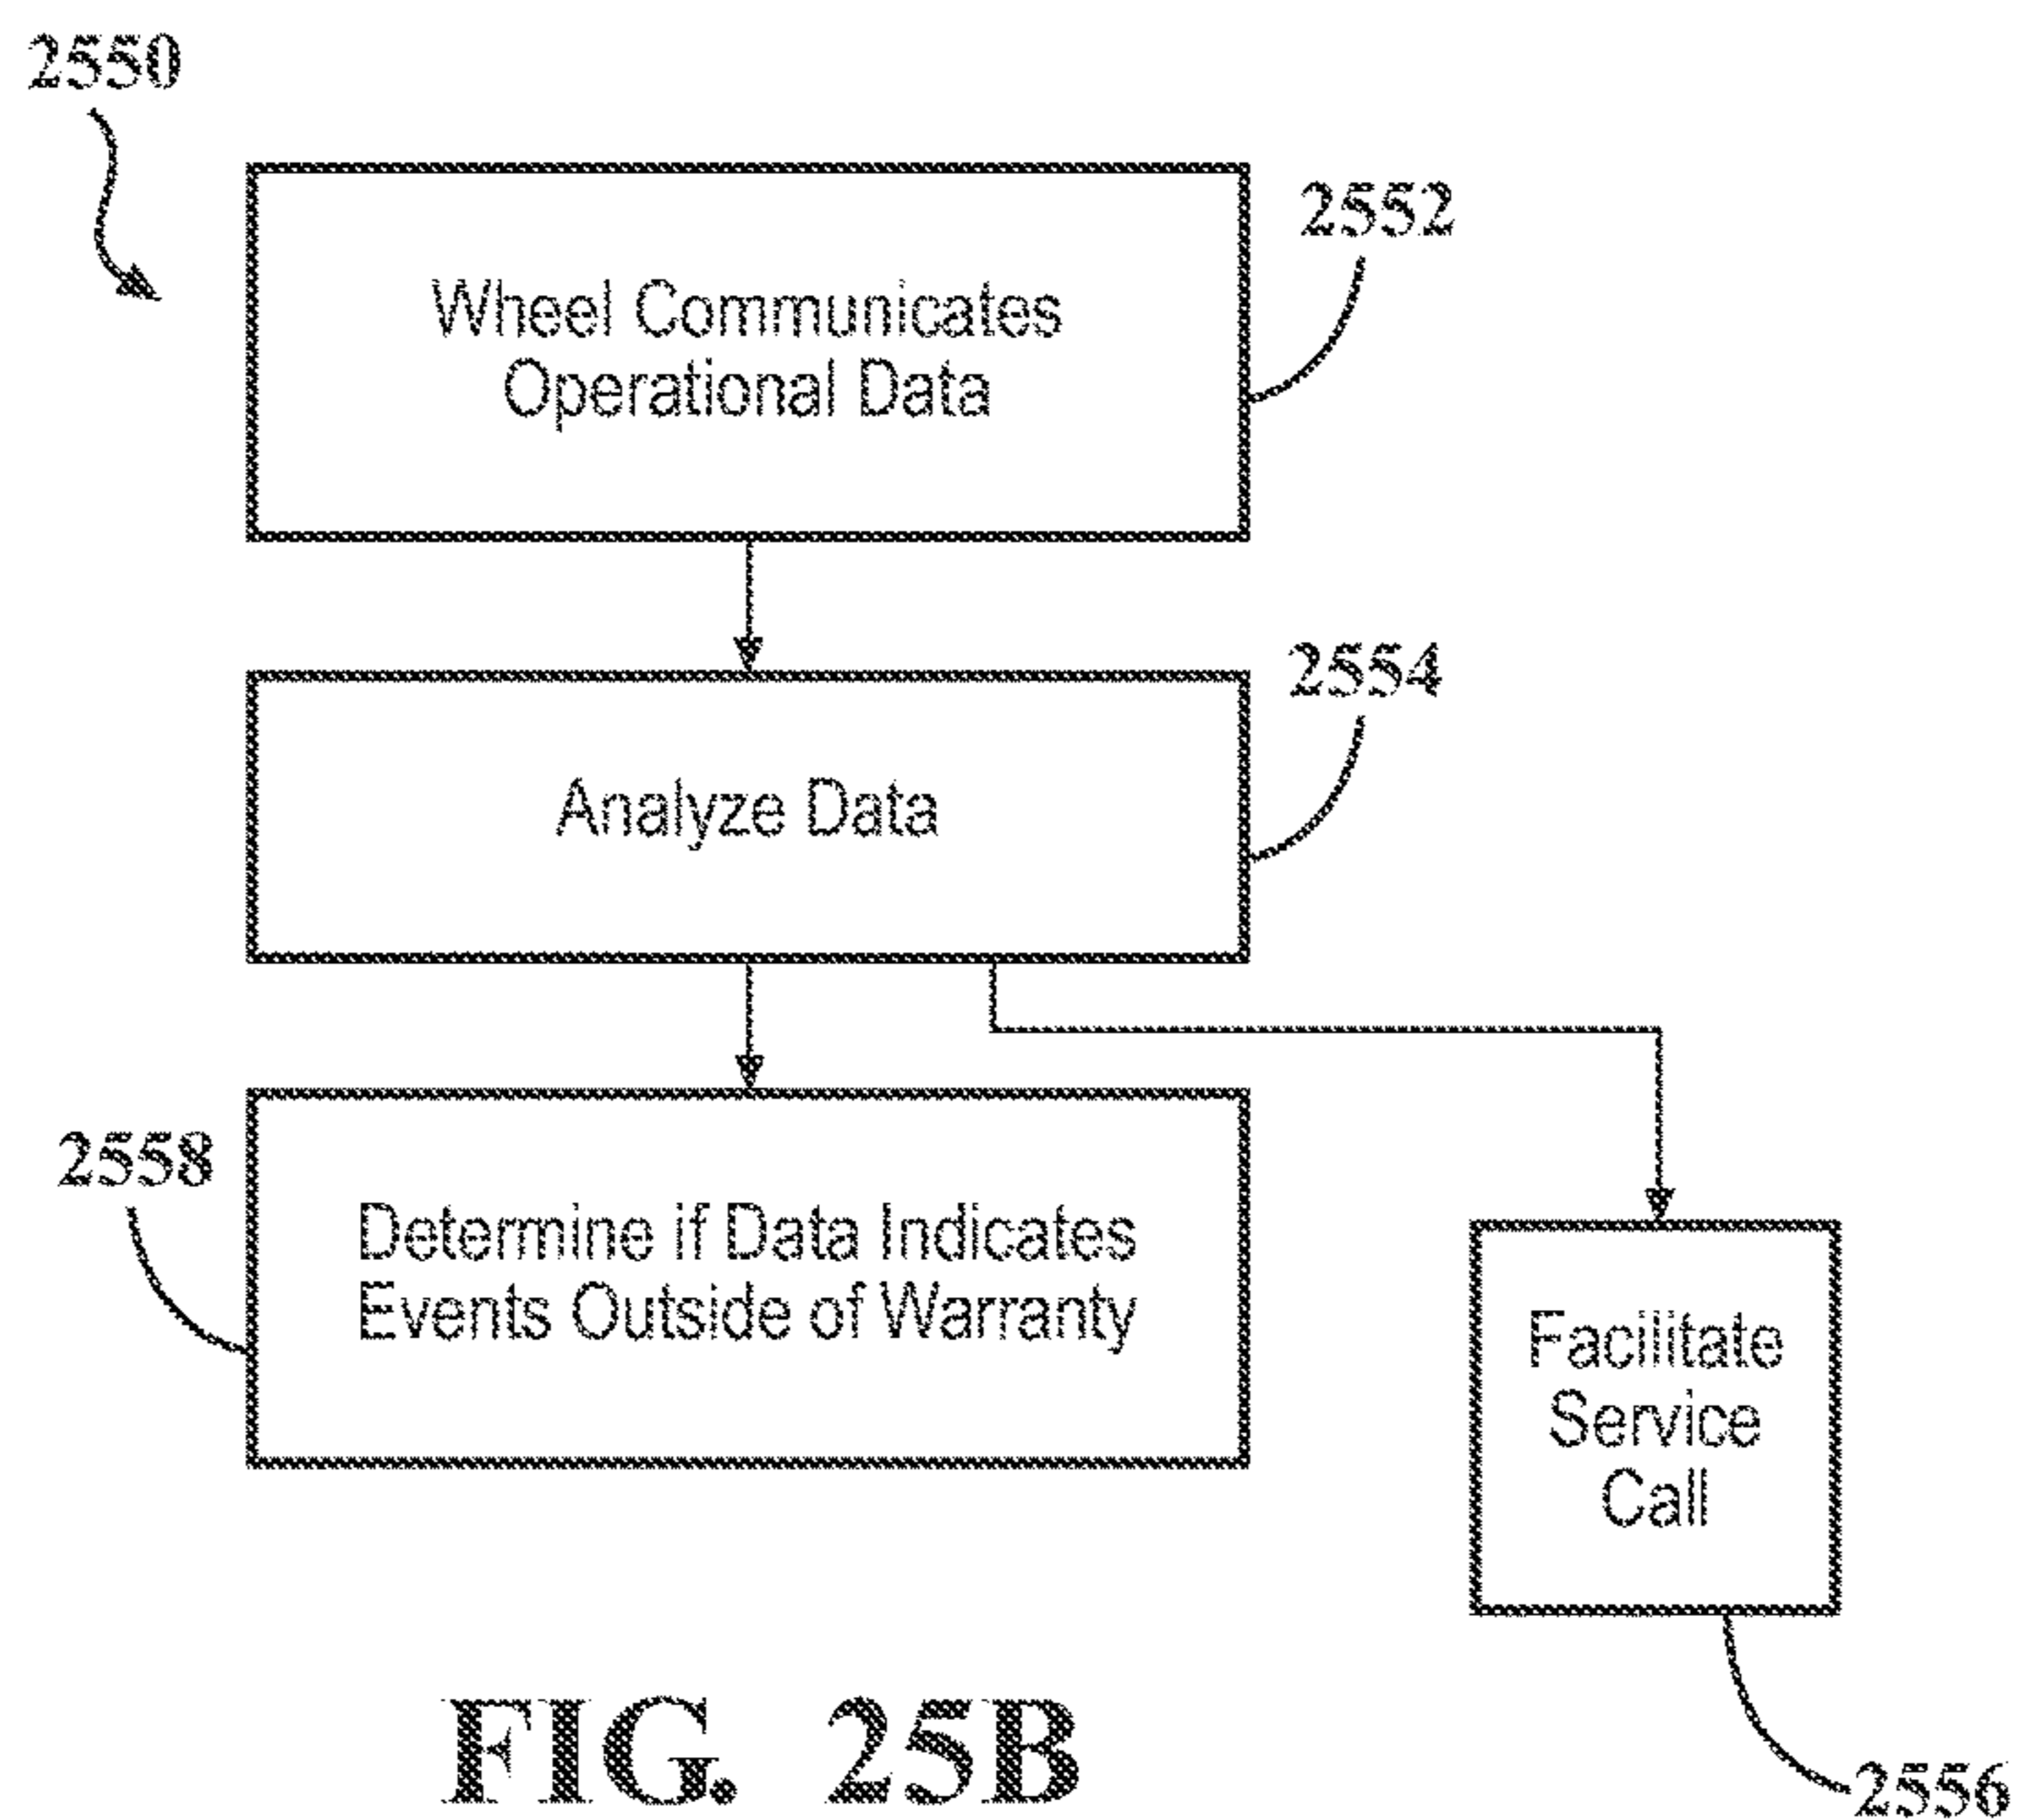 2550
2552
Wheel Communicates
Operational Data
2554
Analyze Data
2558
Determine if Data Indicates
Events Outside of Warranty
Facilitate
Service
Call
2556
FIG. 25B